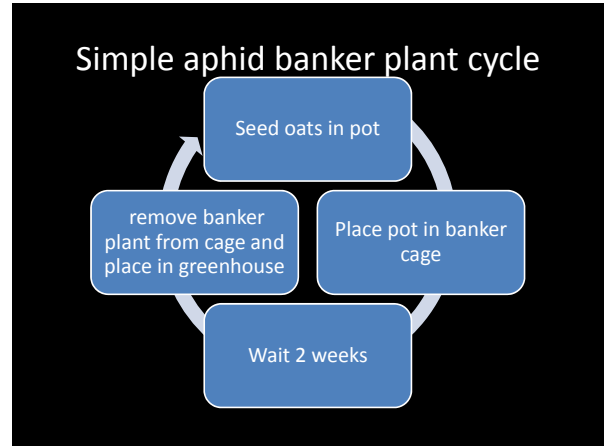 Simple aphid banker plant cycle
Seed oats in pot
Place pot in banker
cage
Wait 2 weeks
remove banker
plant from cage and
place in greenhouse